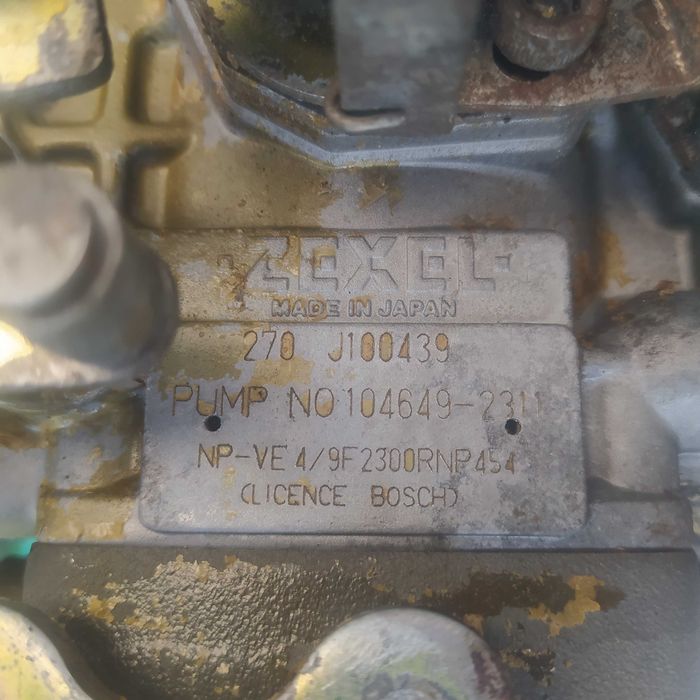 ZEXEL
MADE IN JAPAN
270 J100439
PUMP NO 104649-2311
NP-VE 4/9F2300RNP454
(LICENCE BOSCH)